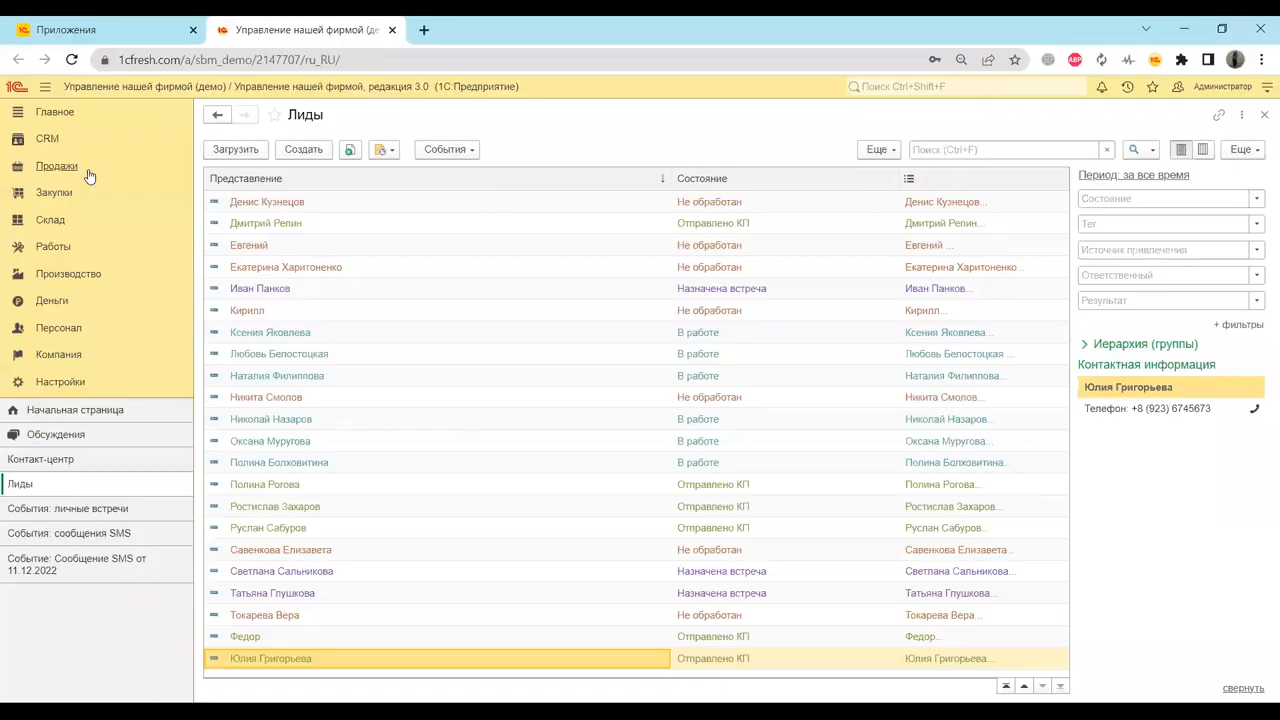 Приложения
Управление нашей фирмой (де
1cfresh.com/a/sbm_demo/2147707/ru_RU/
ABP
1С
Управление нашей фирмой (демо) / Управление нашей фирмой, редакция 3.0 (1С:Предприятие)
Поиск Ctrl+Shift+F
Администратор
Главное
CRM
Продажи
Закупки
Склад
Работы
Производство
Деньги
Персонал
Компания
Настройки
Начальная страница
Обсуждения
Контакт-центр
Лиды
События: личные встречи
События: сообщения SMS
Событие: Сообщение SMS от
11.12.2022
Лиды
Загрузить Создать События Еще Поиск (Ctrl+F) Еще
Представление Состояние
Денис Кузнецов Не обработан Денис Кузнецов...
Дмитрий Репин Отправлено КП Дмитрий Репин...
Евгений Не обработан Евгений ...
Екатерина Харитоненко Не обработан Екатерина Харитоненко...
Иван Панков Назначена встреча Иван Панков...
Кирилл Не обработан Кирилл...
Ксения Яковлева В работе Ксения Яковлева...
Любовь Белостоцкая В работе Любовь Белостоцкая ...
Наталия Филиппова В работе Наталия Филиппова...
Никита Смолов Не обработан Никита Смолов...
Николай Назаров В работе Николай Назаров...
Оксана Муругова В работе Оксана Муругова...
Полина Болховитина В работе Полина Болховитина...
Полина Рогова Отправлено КП Полина Рогова...
Ростислав Захаров Отправлено КП Ростислав Захаров...
Руслан Сабуров Отправлено КП Руслан Сабуров...
Савенкова Елизавета Не обработан Савенкова Елизавета...
Светлана Сальникова Назначена встреча Светлана Сальникова...
Татьяна Глушкова Назначена встреча Татьяна Глушкова...
Токарева Вера Не обработан Токарева Вера...
Федор Отправлено КП Федор...
Юлия Григорьева Отправлено КП Юлия Григорьева...
Период: за все время
Состояние
Тег
Источник привлечения
Ответственный
Результат
+ фильтры
Иерархия (группы)
Контактная информация
Юлия Григорьева
Телефон: +8 (923) 6745673
свернуть